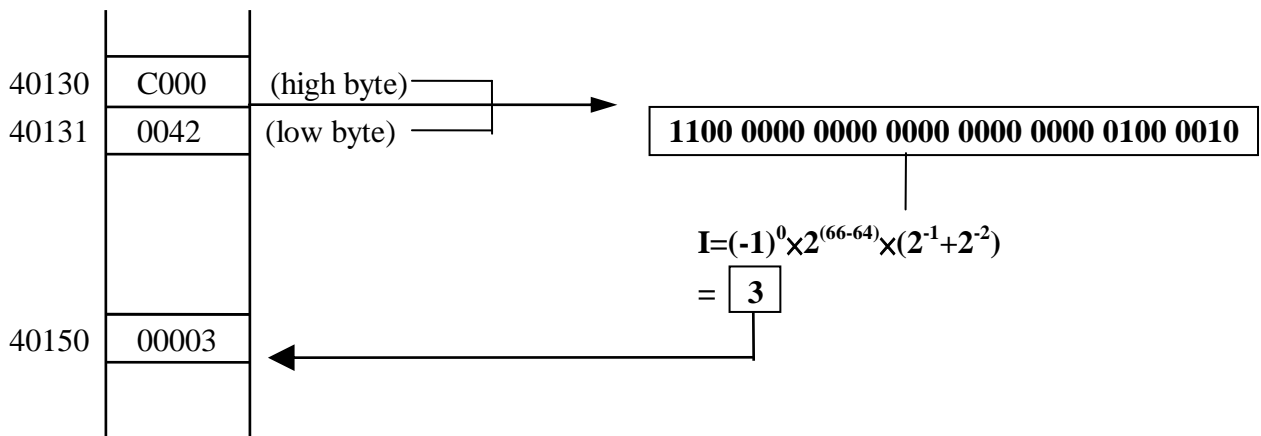 40130 C000 (high byte)
40131 0042 (low byte)
1100 0000 0000 0000 0000 0000 0100 0010
I=(-1)⁰×2⁽⁶⁶⁻⁶⁴⁾×(2⁻¹+2⁻²)
= 3
40150 00003